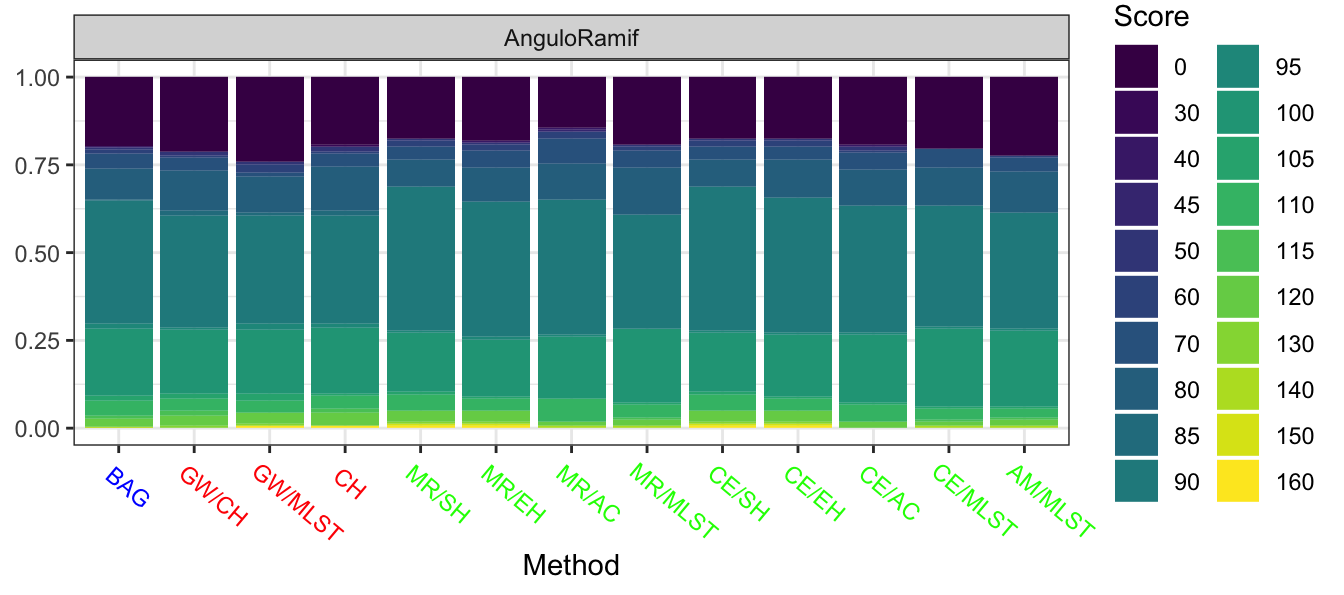 AnguloRamif
1.00
0.75
0.50
0.25
0.00
BAG
GW/CH
GW/MLST
CH
MR/SH
MR/EH
MR/AC
MR/MLST
CE/SH
CE/EH
CE/AC
CE/MLST
AM/MLST
Method
Score
0
30
40
45
50
60
70
80
85
90
95
100
105
110
115
120
130
140
150
160